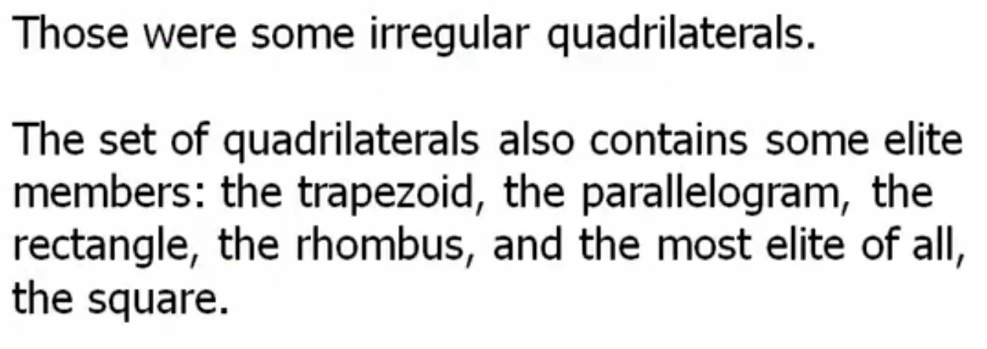 Those were some irregular quadrilaterals.
The set of quadrilaterals also contains some elite
members: the trapezoid, the parallelogram, the
rectangle, the rhombus, and the most elite of all,
the square.